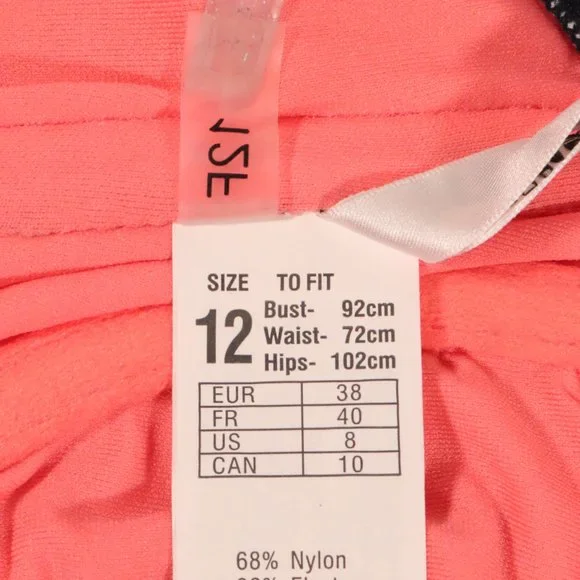 12F
SIZE TO FIT
12
Bust- 92cm
Waist- 72cm
Hips- 102cm
EUR 38
FR 40
US 8
CAN 10
68% Nylon